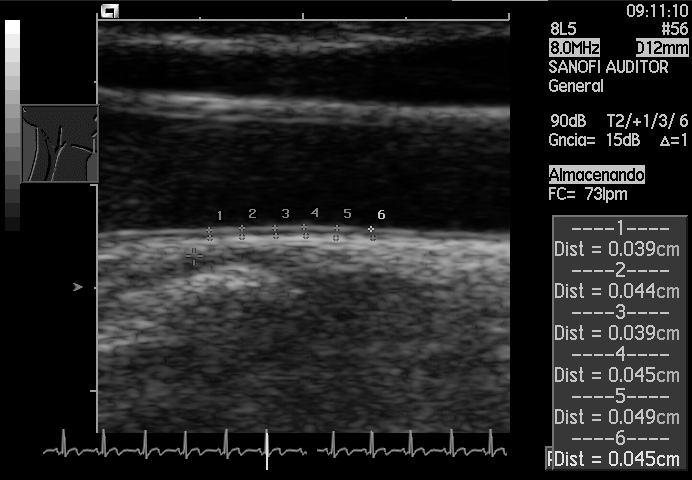 09:11:10
8L5 #56
8.0MHz D12mm
SANOFI AUDITOR
General
90dB T2/+1/3/ 6
Gncia= 15dB Δ=1
Almacenando
FC= 73lpm
1 2 3 4 5 6
----1----
Dist = 0.039cm
----2----
Dist = 0.044cm
----3----
Dist = 0.039cm
----4----
Dist = 0.045cm
----5----
Dist = 0.049cm
----6----
Dist = 0.045cm